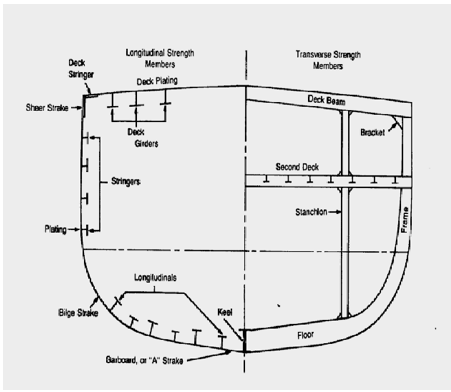 Longitudinal Strength
Members
Transverse Strength
Members
Deck
Stringer
Deck Plating
Sheer Strake
Deck
Girders
Deck Beam
Bracket
Second Deck
Stringers
Stanchion
Frame
Plating
Longitudinals
Keel
Bilge Strake
Floor
Garboard, or "A" Strake